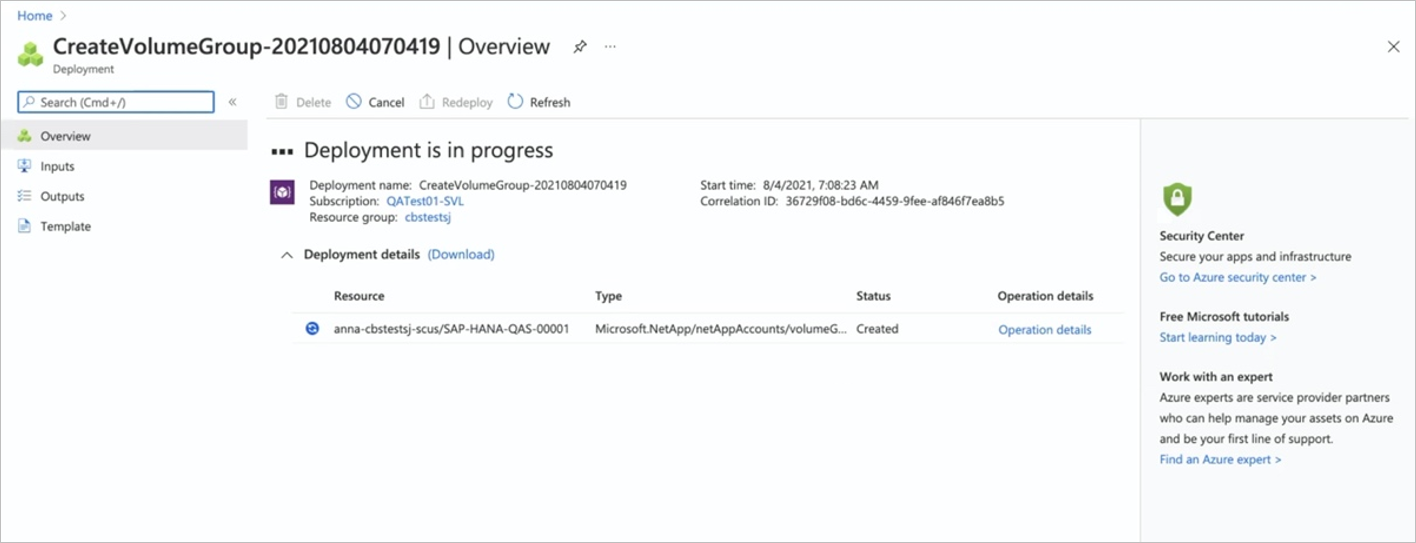 Home >
CreateVolumeGroup-20210804070419 | Overview ...
Deployment
Search (Cmd+/) «
Overview
Inputs
Outputs
Template
Delete Cancel Redeploy Refresh
Deployment is in progress
Deployment name: CreateVolumeGroup-20210804070419
Subscription: QATest01-SVL
Resource group: cbstestsj
Start time: 8/4/2021, 7:08:23 AM
Correlation ID: 36729f08-bd6c-4459-9fee-af846f7ea8b5
Deployment details (Download)
Resource Type Status Operation details
anna-cbstestsj-scus/SAP-HANA-QAS-00001 Microsoft.NetApp/netAppAccounts/volumeG... Created Operation details
Security Center
Secure your apps and infrastructure
Go to Azure security center >
Free Microsoft tutorials
Start learning today >
Work with an expert
Azure experts are service provider partners
who can help manage your assets on Azure
and be your first line of support.
Find an Azure expert >